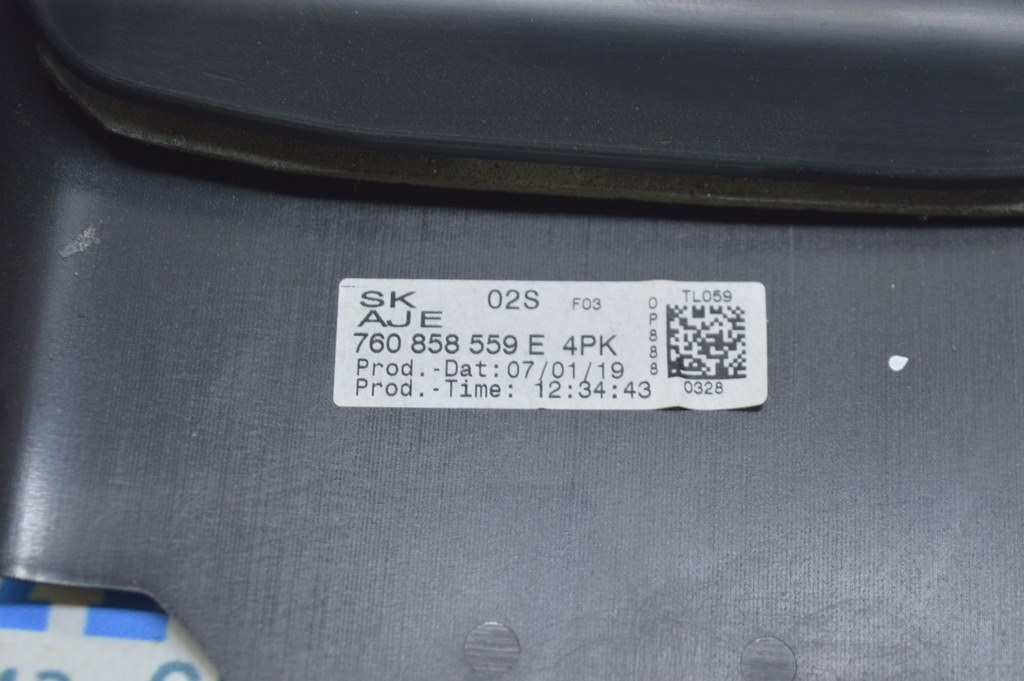 SK 02S F03
AJE
760 858 559 E 4PK
Prod.-Dat:07/01/19
Prod.-Time: 12:34:43
0P888
TL059
0328